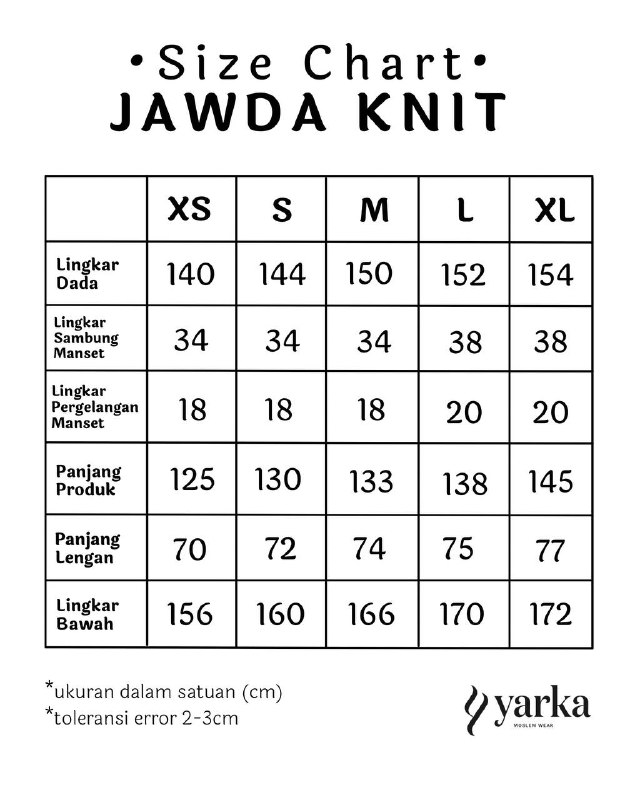 •Size Chart•
JAWDA KNIT
XS S M L XL
Lingkar
Dada
140 144 150 152 154
Lingkar
Sambung
Manset
34 34 34 38 38
Lingkar
Pergelangan
Manset
18 18 18 20 20
Panjang
Produk
125 130 133 138 145
Panjang
Lengan
70 72 74 75 77
Lingkar
Bawah
156 160 166 170 172
*ukuran dalam satuan (cm)
*toleransi error 2-3cm
yarka
MUSLEM WEAR